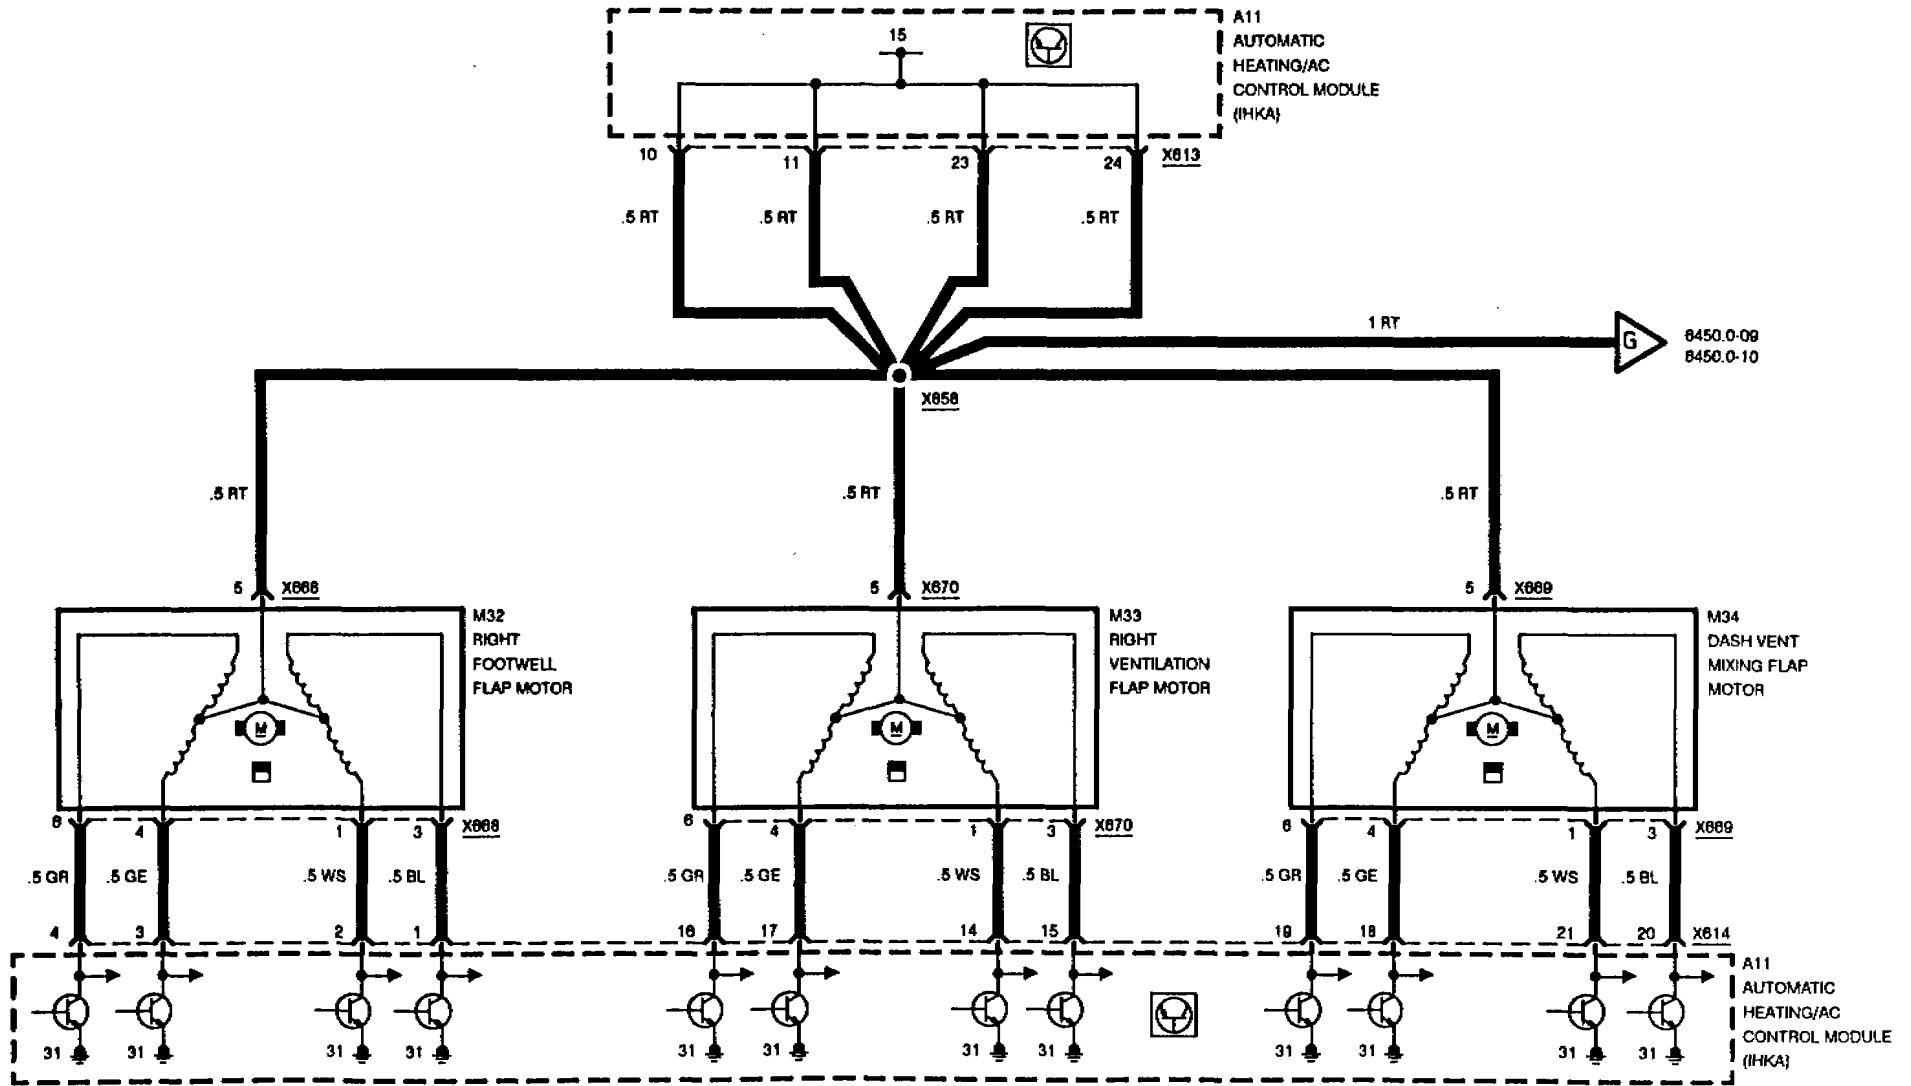 A11
15
AUTOMATIC
HEATING/AC
CONTROL MODULE
(IHKA)
10
11
23
24
X613
.5 RT
.5 RT
.5 RT
.5 RT
1 RT
G
6450.0-09
6450.0-10
X658
.5 RT
.5 RT
.5 RT
5
X668
5
X670
5
X669
M32
RIGHT
FOOTWELL
FLAP MOTOR
M33
RIGHT
VENTILATION
FLAP MOTOR
M34
DASH VENT
MIXING FLAP
MOTOR
M
M
M
6
4
1
3
X668
6
4
1
3
X670
6
4
1
3
X669
.5 GR
.5 GE
.5 WS
.5 BL
.5 GR
.5 GE
.5 WS
.5 BL
.5 GR
.5 GE
.5 WS
.5 BL
4
3
2
1
16
17
14
15
19
18
21
20
X614
A11
AUTOMATIC
HEATING/AC
CONTROL MODULE
(IHKA)
31
31
31
31
31
31
31
31
31
31
31
31